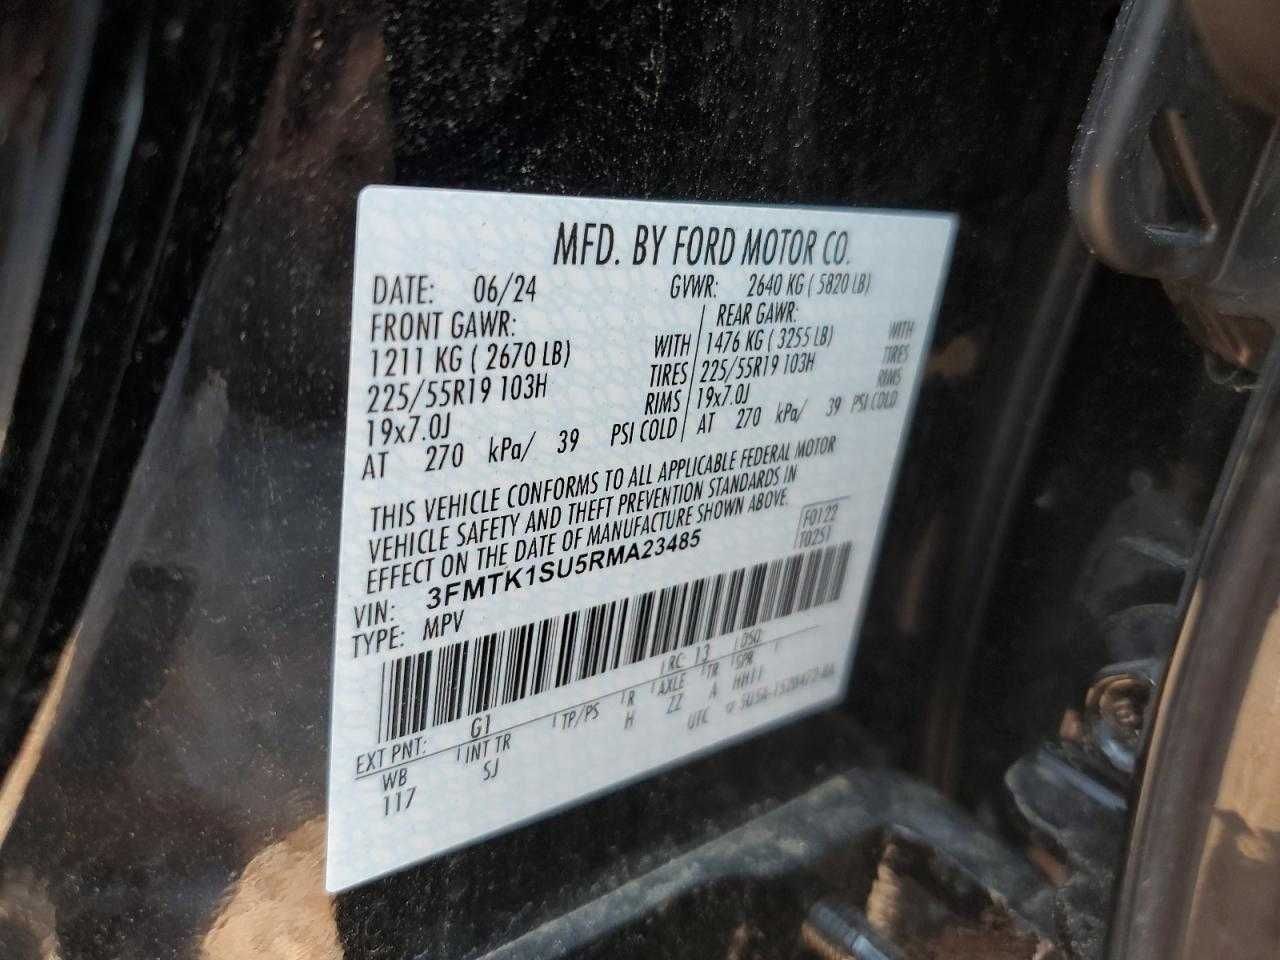 MFD. BY FORD MOTOR CO.
DATE: 06/24 GVWR: 2640 KG ( 5820 LB)
FRONT GAWR: REAR GAWR:
1211 KG ( 2670 LB) WITH 1476 KG ( 3255 LB) WITH
225/55R19 103H TIRES 225/55R19 103H TIRES
19x7.0J RIMS 19x7.0J RIMS
AT 270 kPa/ 39 PSI COLD AT 270 kPa/ 39 PSI COLD
THIS VEHICLE CONFORMS TO ALL APPLICABLE FEDERAL MOTOR
VEHICLE SAFETY AND THEFT PREVENTION STANDARDS IN
EFFECT ON THE DATE OF MANUFACTURE SHOWN ABOVE.
F0122
T0251
VIN: 3FMTK1SU5RMA23485
TYPE: MPV
RC 13 DSO
EXT PNT: G1
WB INT TR TP/PS R AXLE TR SPR
117 SJ H ZZ A HHII
UTC